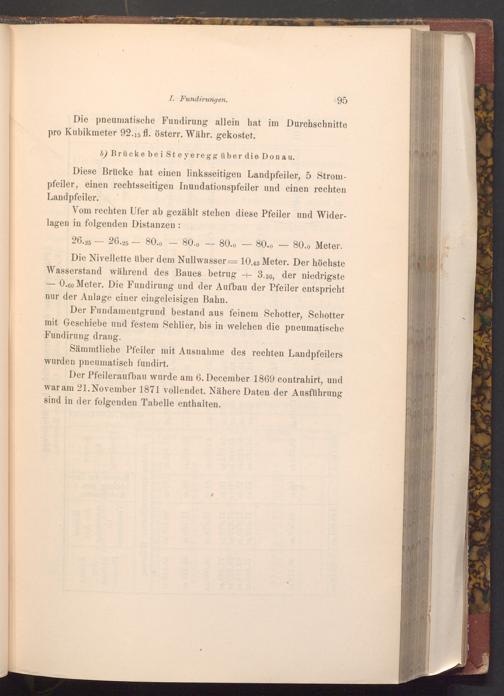 I. Fundirungen. 95
Die pneumatische Fundirung allein hat im Durchschnitte
pro Kubikmeter 92.15 fl. österr. Währ. gekostet.
b) Brücke bei Steyeregg über die Donau.
Diese Brücke hat einen linksseitigen Landpfeiler, 5 Strom-
pfeiler, einen rechtsseitigen Inundationspfeiler und einen rechten
Landpfeiler.
Vom rechten Ufer ab gezählt stehen diese Pfeiler und Wider-
lagen in folgenden Distanzen :
26.25 — 26.25 — 80.0 — 80.0 — 80.0 — 80.0 — 80.0 Meter.
Die Nivellette über dem Nullwasser = 10.43 Meter. Der höchste
Wasserstand während des Baues betrug + 3.50, der niedrigste
— 0.60 Meter. Die Fundirung und der Aufbau der Pfeiler entspricht
nur der Anlage einer eingeleisigen Bahn.
Der Fundamentgrund bestand aus feinem Schotter, Schotter
mit Geschiebe und festem Schlier, bis in welchen die pneumatische
Fundirung drang.
Sämmtliche Pfeiler mit Ausnahme des rechten Landpfeilers
wurden pneumatisch fundirt.
Der Pfeileraufbau wurde am 6. December 1869 contrahirt, und
war am 21. November 1871 vollendet. Nähere Daten der Ausführung
sind in der folgenden Tabelle enthalten.